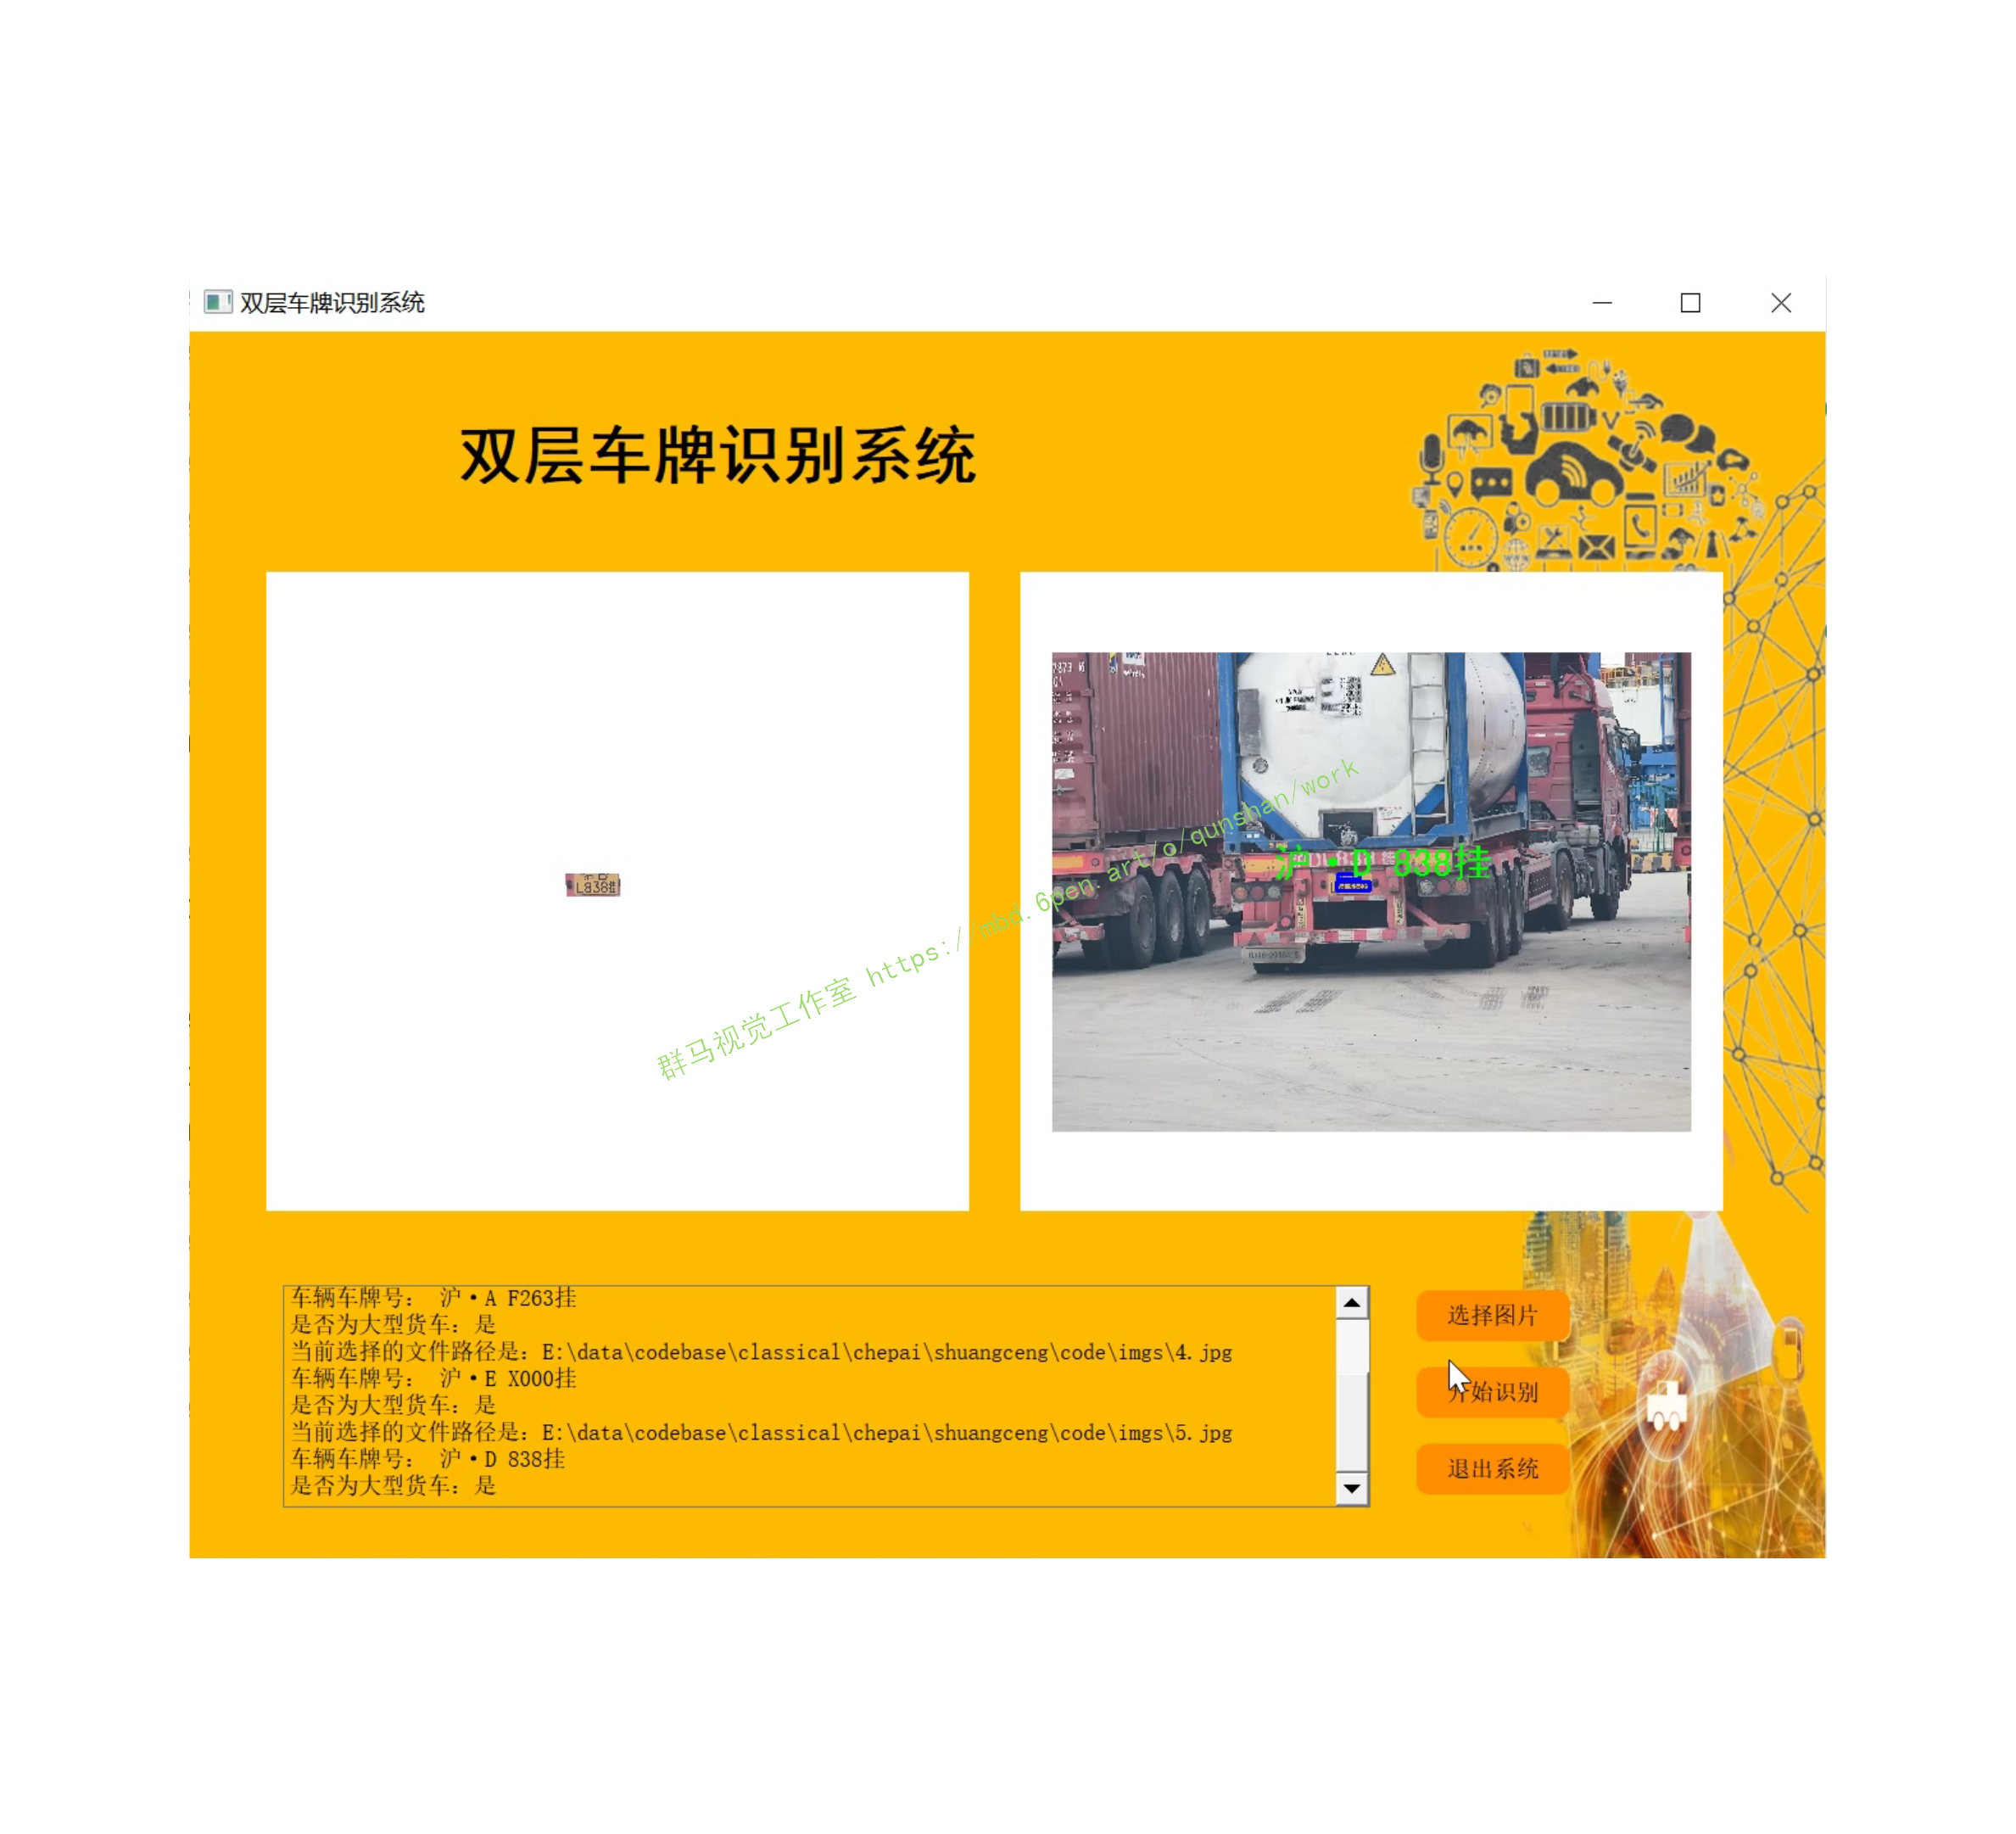 双层车牌识别系统
双层车牌识别系统
L838挂
沪·D 838挂
群马视觉工作室 https://mbd.6pen.art/o/qunshan/work
车辆车牌号： 沪·A F263挂
是否为大型货车：是
当前选择的文件路径是：E:\data\codebase\classical\chepai\shuangceng\code\imgs\4.jpg
车辆车牌号： 沪·E X000挂
是否为大型货车：是
当前选择的文件路径是：E:\data\codebase\classical\chepai\shuangceng\code\imgs\5.jpg
车辆车牌号： 沪·D 838挂
是否为大型货车：是
选择图片
开始识别
退出系统